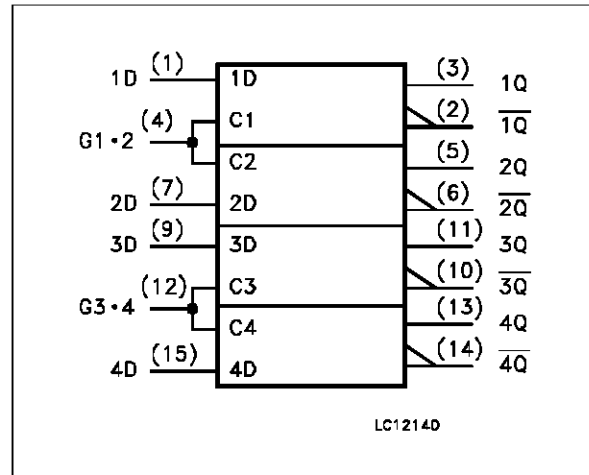 1D (1) 1D (3) 1Q
C1 (2) 1Q̅
G1•2 (4)
C2 (5) 2Q
2D (7) 2D (6) 2Q̅
3D (9) 3D (11) 3Q
G3•4 (12) C3 (10) 3Q̅
C4 (13) 4Q
4D (15) 4D (14) 4Q̅
LC1214D